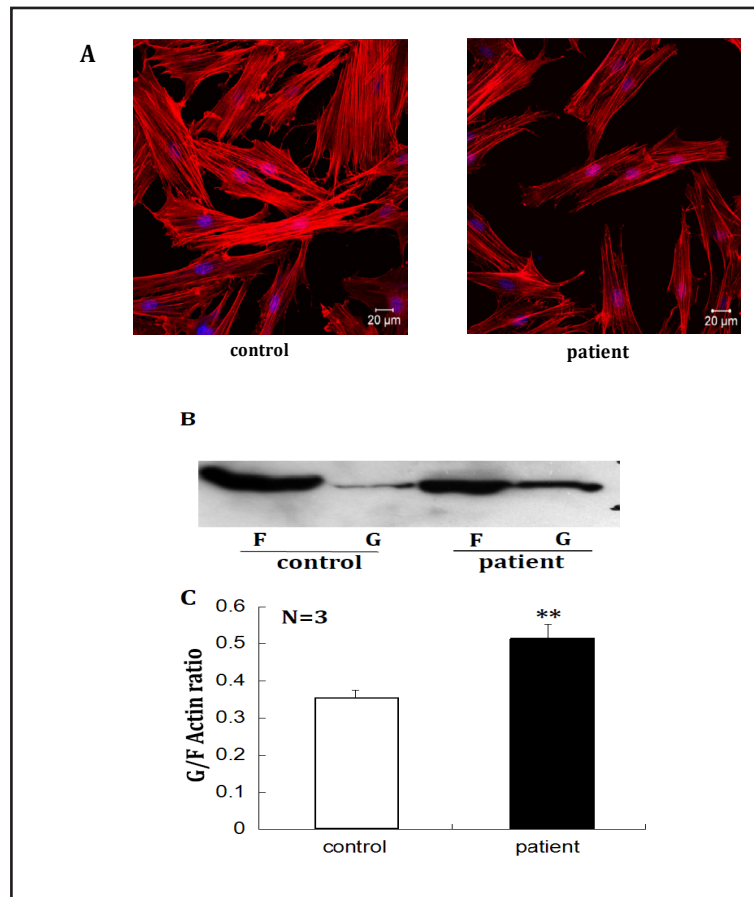 A
20 μm
20 μm
control
patient
B
F G F G
control patient
C
0.6
0.5
0.4
0.3
0.2
0.1
0
G/F Actin ratio
N=3
**
control patient